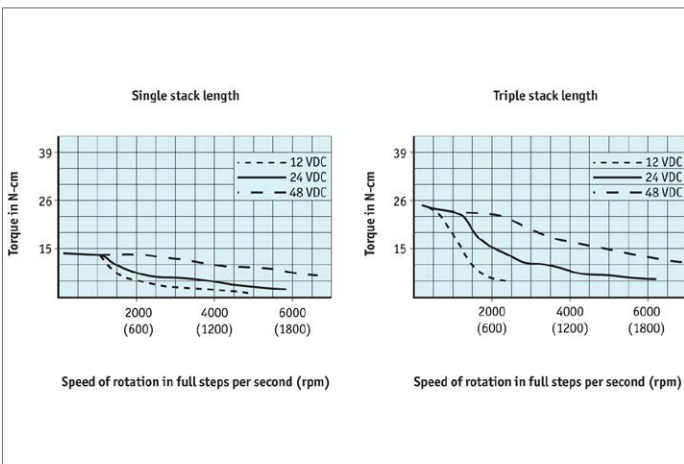 Single stack length
Torque in N-cm
39
26
15
12 VDC
24 VDC
48 VDC
2000
(600)
4000
(1200)
6000
(1800)
Speed of rotation in full steps per second (rpm)
Triple stack length
Torque in N-cm
39
26
15
12 VDC
24 VDC
48 VDC
2000
(600)
4000
(1200)
6000
(1800)
Speed of rotation in full steps per second (rpm)